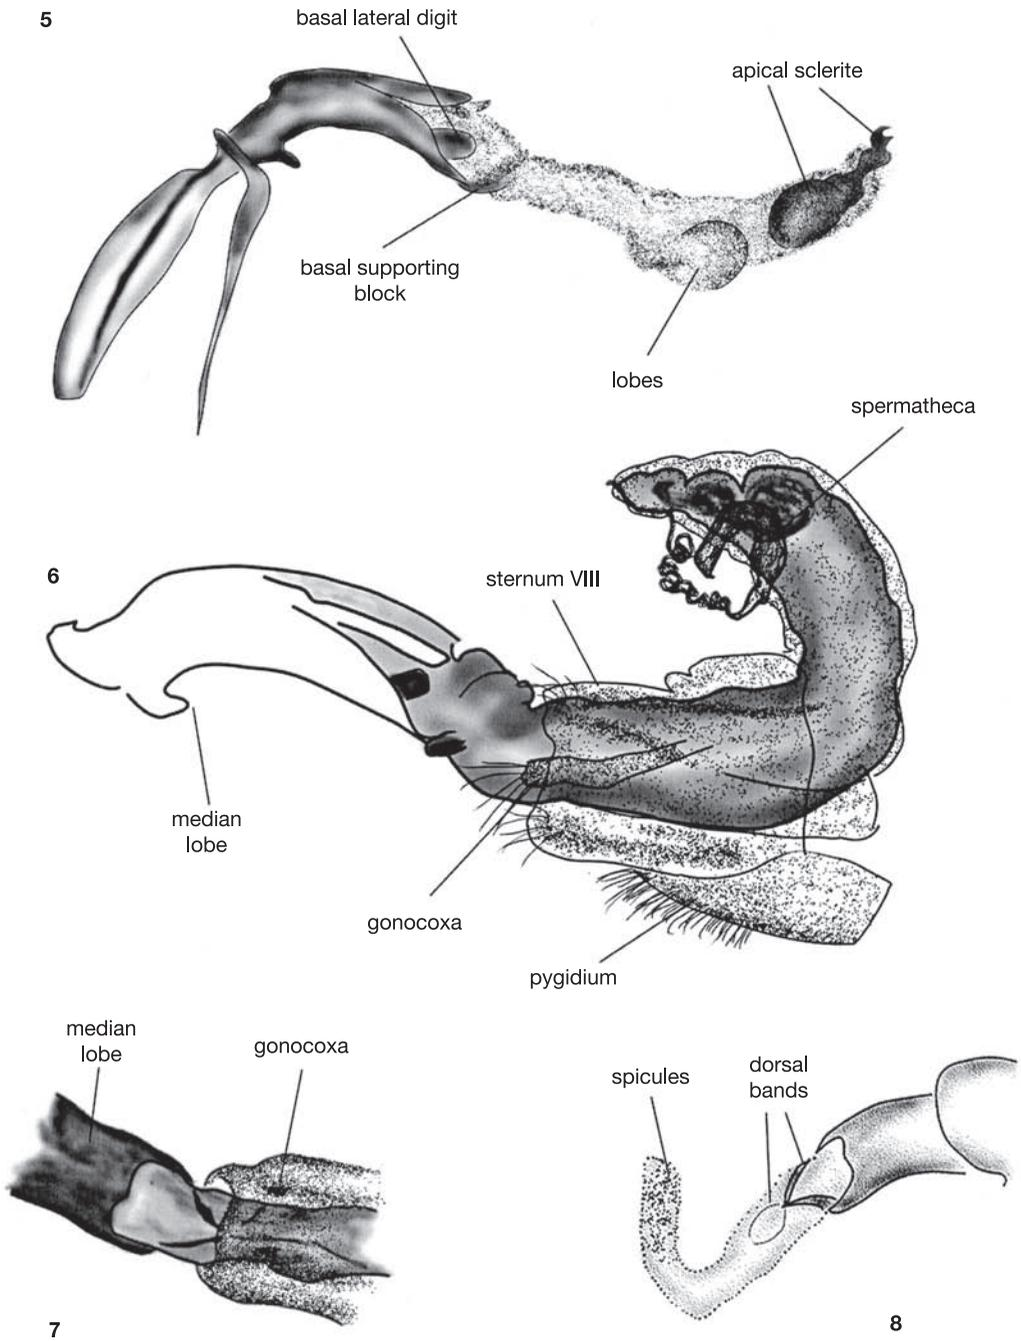 5
basal lateral digit
apical sclerite
basal supporting
block
lobes
spermatheca
6
sternum VIII
median
lobe
gonocoxa
pygidium
median
lobe
gonocoxa
7
spicules
dorsal
bands
8